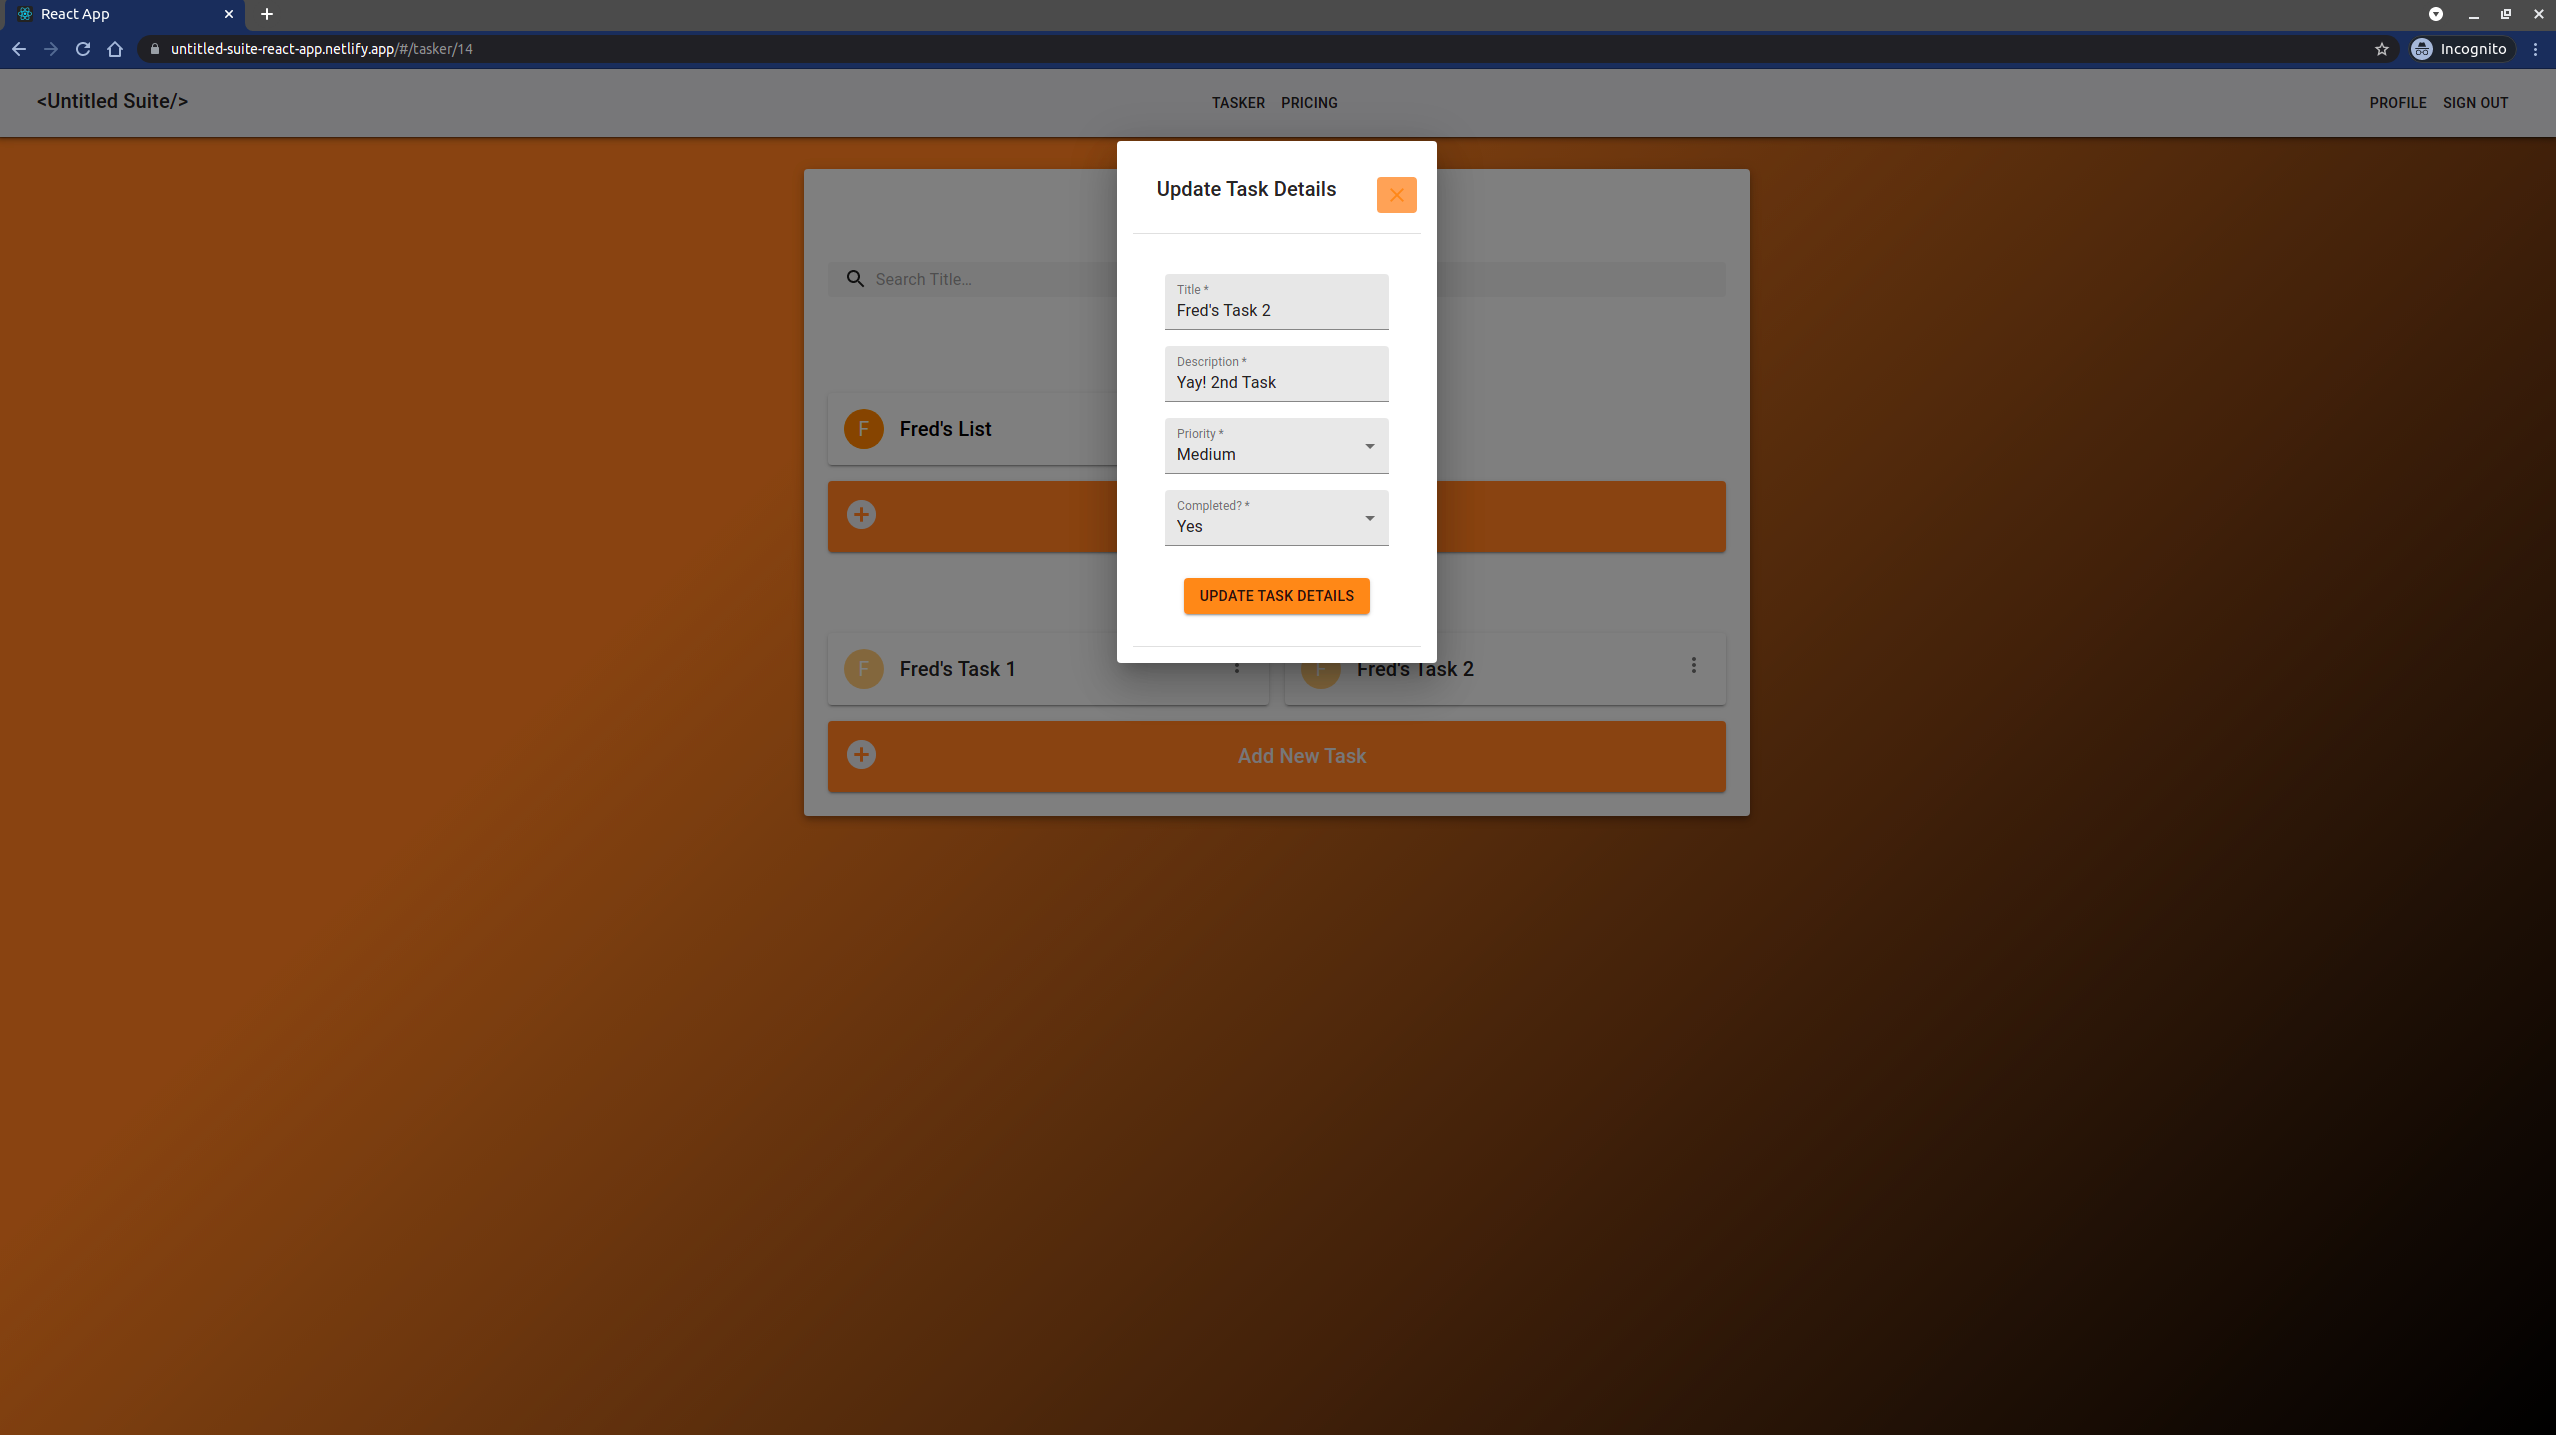 React App
untitled-suite-react-app.netlify.app/#/tasker/14
Incognito
<Untitled Suite/>
TASKER
PRICING
PROFILE
SIGN OUT
Update Task Details
Search Title...
Title *
Fred's Task 2
Description *
Yay! 2nd Task
Priority *
Medium
F
Fred's List
Completed? *
Yes
UPDATE TASK DETAILS
F
Fred's Task 1
F
Fred's Task 2
Add New Task